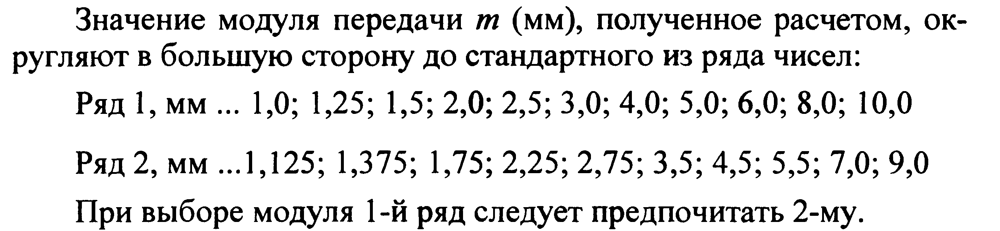 Значение модуля передачи m (мм), полученное расчетом, ок-
ругляют в большую сторону до стандартного из ряда чисел:
Ряд 1, мм ... 1,0; 1,25; 1,5; 2,0; 2,5; 3,0; 4,0; 5,0; 6,0; 8,0; 10,0
Ряд 2, мм ...1,125; 1,375; 1,75; 2,25; 2,75; 3,5; 4,5; 5,5; 7,0; 9,0
При выборе модуля 1-й ряд следует предпочитать 2-му.